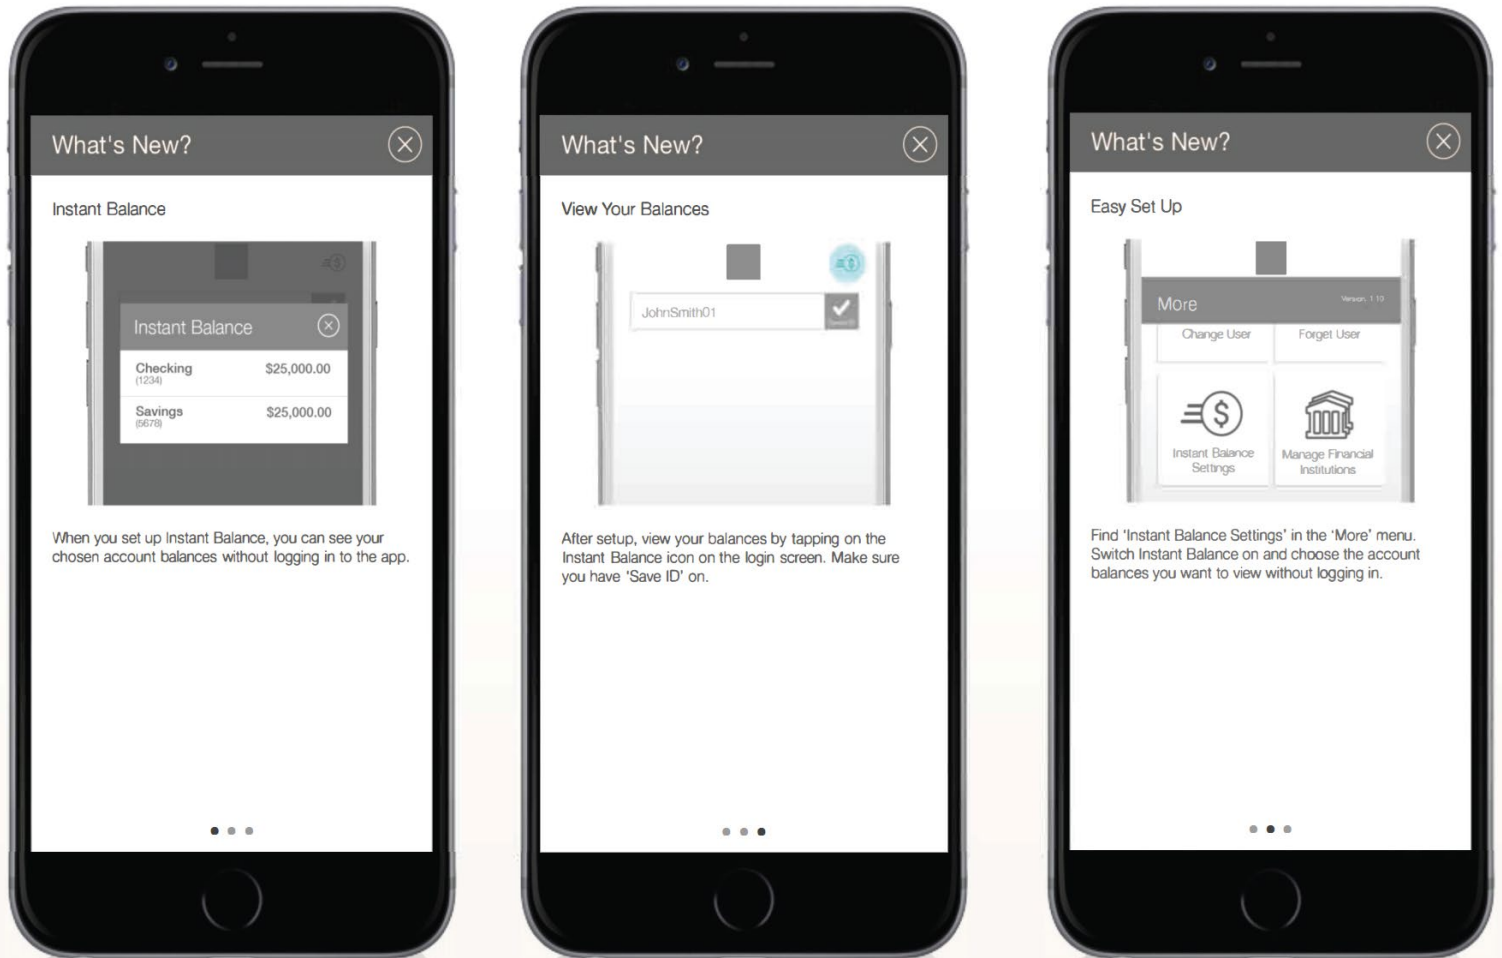 What's New?
Instant Balance
Instant Balance
Checking $25,000.00
(1234)
Savings $25,000.00
(5678)
When you set up Instant Balance, you can see your
chosen account balances without logging in to the app.
What's New?
View Your Balances
JohnSmith01
After setup, view your balances by tapping on the
Instant Balance icon on the login screen. Make sure
you have 'Save ID' on.
What's New?
Easy Set Up
More Version. 1.10
Change User Forget User
Instant Balance
Settings
Manage Financial
Institutions
Find 'Instant Balance Settings' in the 'More' menu.
Switch Instant Balance on and choose the account
balances you want to view without logging in.